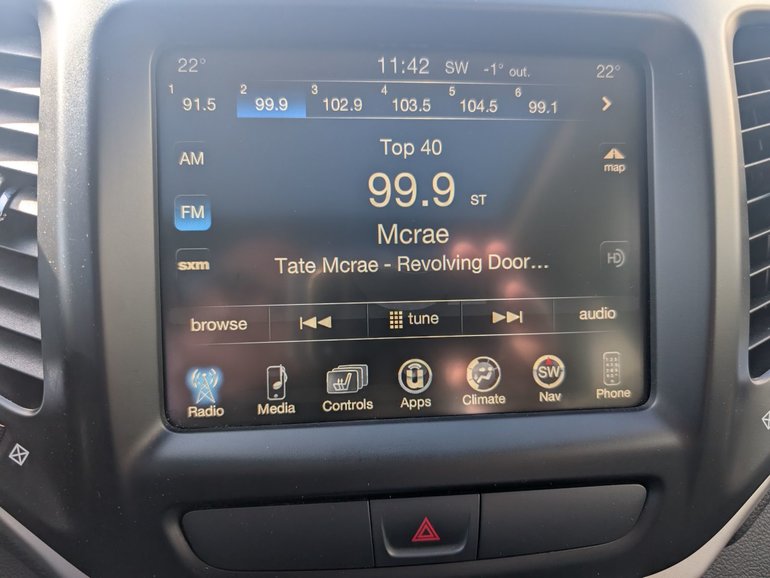 22° 11:42 SW -1° out. 22°
1 91.5 2 99.9 3 102.9 4 103.5 5 104.5 6 99.1
Top 40
AM
map
99.9 ST
FM
Mcrae
sxm
Tate Mcrae - Revolving Door...
HD
browse tune audio
U
SW
Radio Media Controls Apps Climate Nav Phone